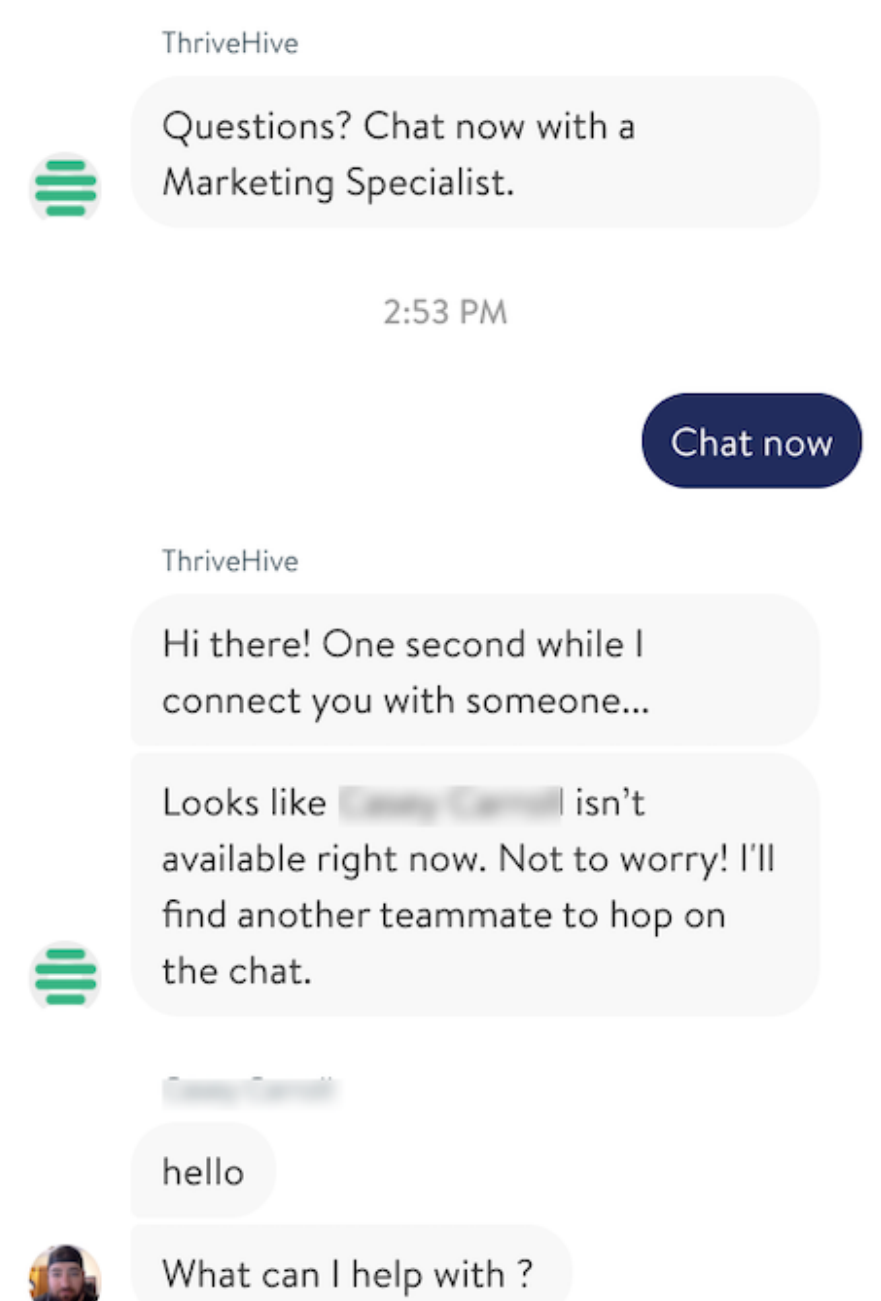 ThriveHive
Questions? Chat now with a
Marketing Specialist.
2:53 PM
Chat now
ThriveHive
Hi there! One second while I
connect you with someone...
Looks like isn’t
available right now. Not to worry! I'll
find another teammate to hop on
the chat.
hello
What can I help with ?